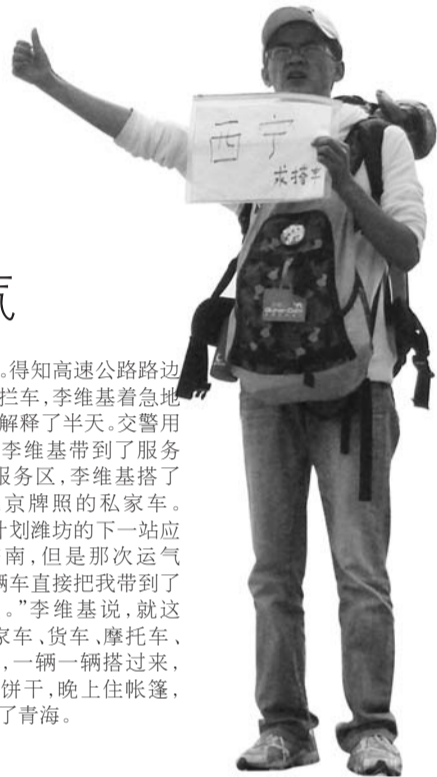 西宁
求搭车
气
。得知高速公路路边
拦车,李维基着急地
解释了半天。交警用
李维基带到了服务
服务区,李维基搭了
京牌照的私家车。
计划潍坊的下一站应
南,但是那次运气
辆车直接把我带到了
。”李维基说,就这
家车、货车、摩托车、
,一辆一辆搭过来,
饼干,晚上住帐篷,
了青海。